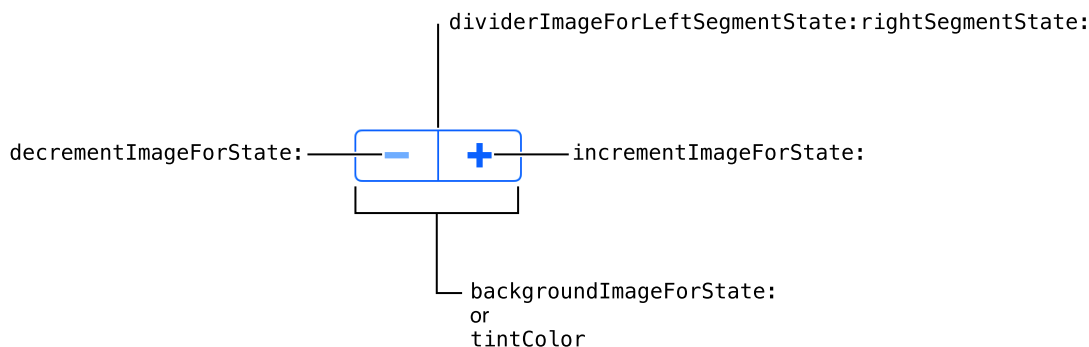 dividerImageForLeftSegmentState:rightSegmentState:
decrementImageForState:
incrementImageForState:
backgroundImageForState:
or
tintColor